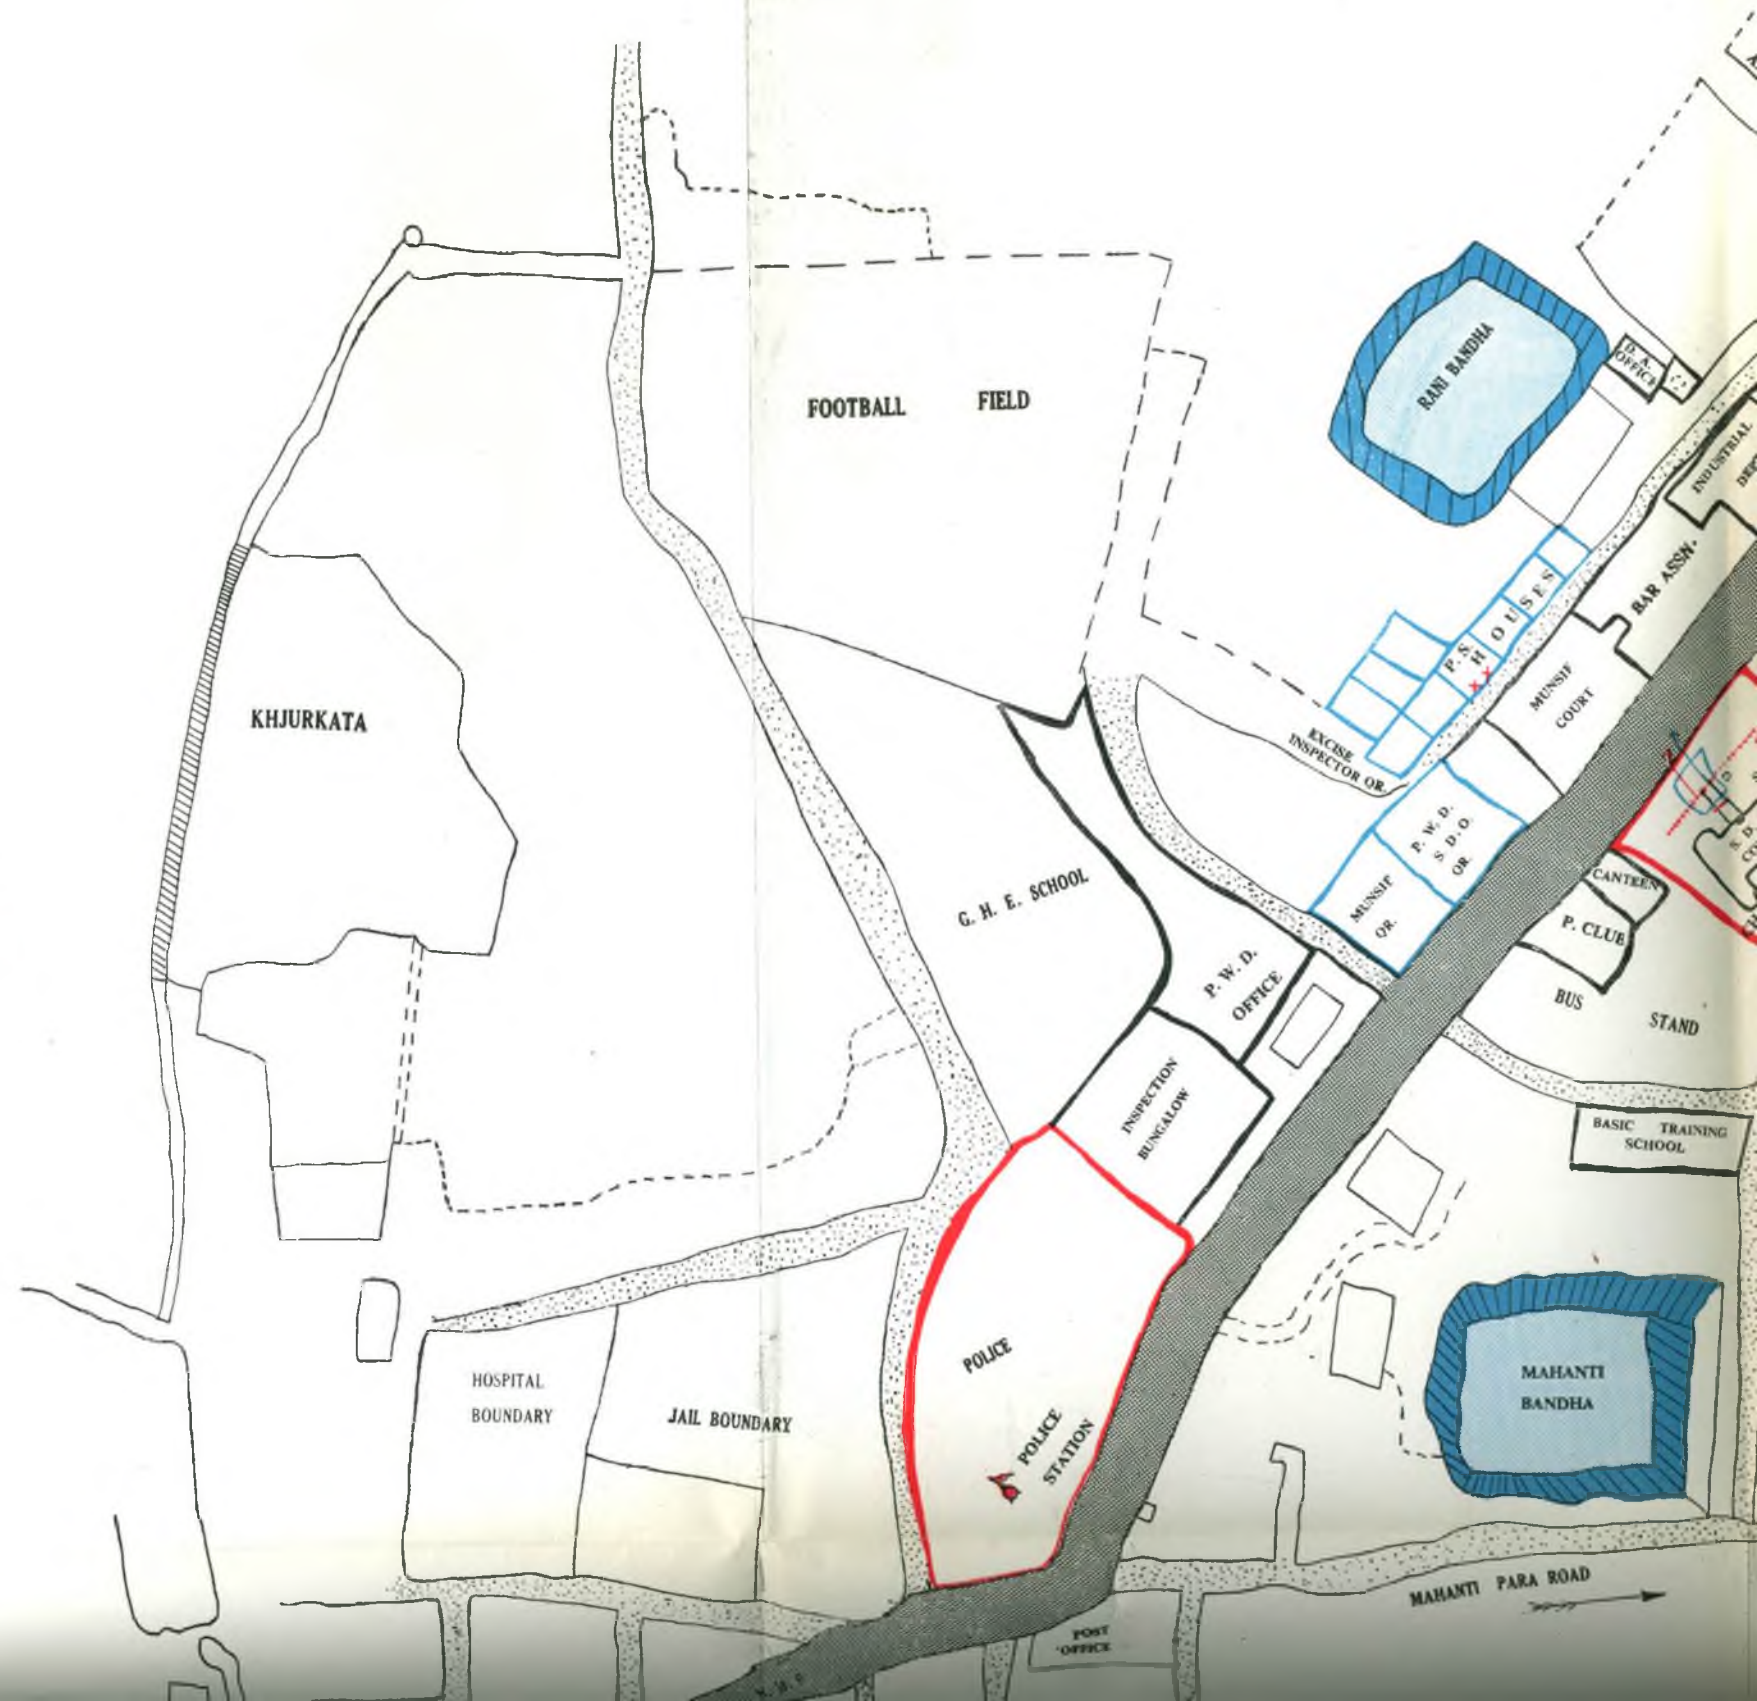 RANI BANDHA
D. A.
OFFICE
INDUSTRIAL
FOOTBALL FIELD
BAR ASSN.
P. S. HOUSES
MUNSIF
COURT
KHJURKATA
EXCISE
INSPECTOR QR.
P. W. D.
S. D. O.
QR.
MUNSIF
QR.
CANTEEN
P. CLUB
G. H. E. SCHOOL
P. W. D.
OFFICE
BUS STAND
INSPECTION
BUNGALOW
BASIC TRAINING
SCHOOL
POLICE
HOSPITAL
BOUNDARY
JAIL BOUNDARY
POLICE
STATION
MAHANTI
BANDHA
MAHANTI PARA ROAD
POST
OFFICE